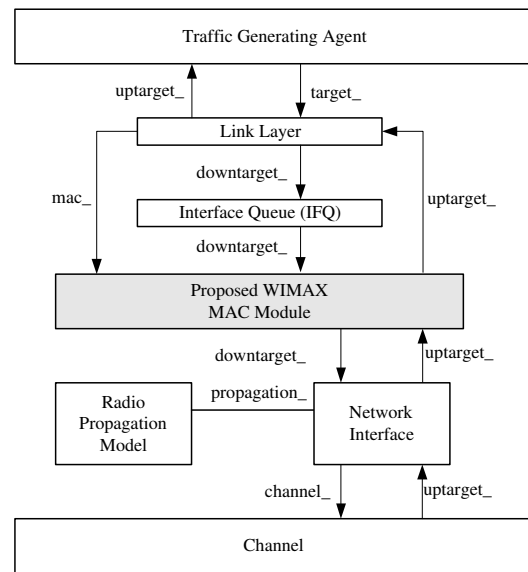 Traffic Generating Agent
uptarget_
target_
Link Layer
downtarget_
mac_
uptarget_
Interface Queue (IFQ)
downtarget_
Proposed WIMAX
MAC Module
downtarget_
uptarget_
Radio
Propagation
Model
propagation_
Network
Interface
channel_
uptarget_
Channel